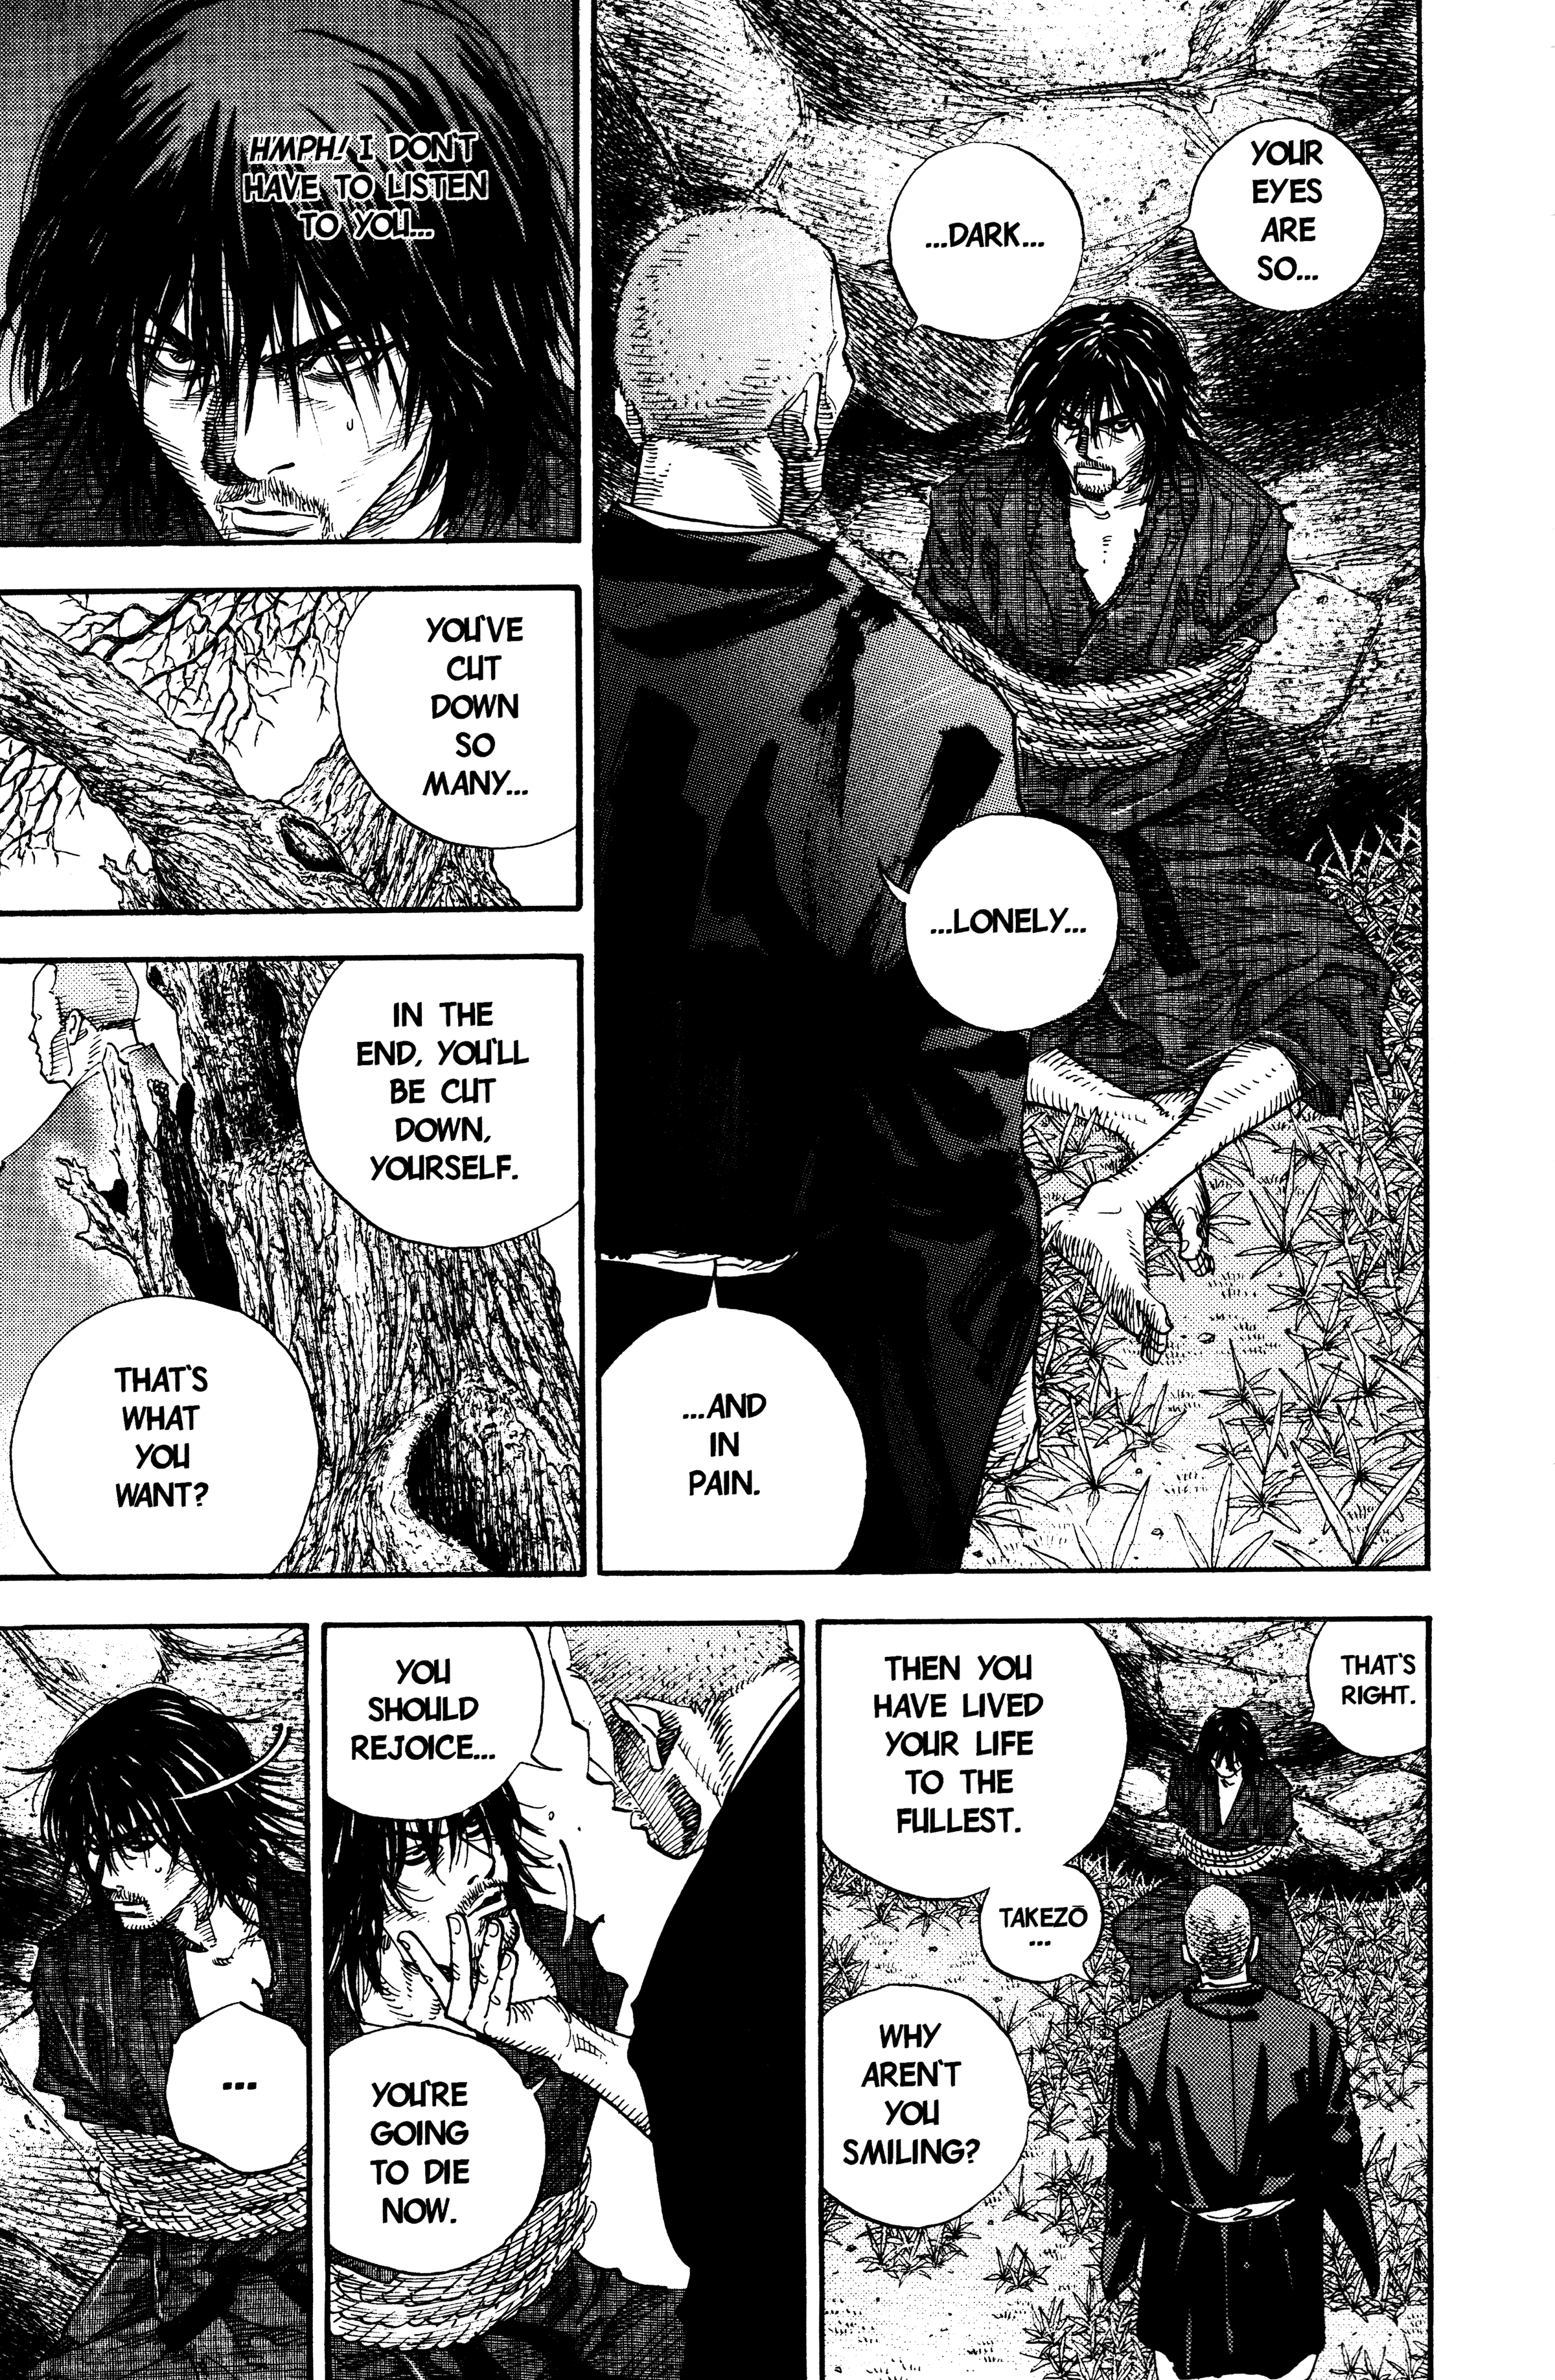 YOUR
EYES
ARE
SO...
...DARK...
...LONELY...
...AND
IN
PAIN.
HMPH! I DON'T
HAVE TO LISTEN
TO YOU...
YOU'VE
CUT
DOWN
SO
MANY...
IN THE
END, YOU'LL
BE CUT
DOWN,
YOURSELF.
THAT'S
WHAT
YOU
WANT?
THAT'S
RIGHT.
THEN YOU
HAVE LIVED
YOUR LIFE
TO THE
FULLEST.
TAKEZŌ
...
WHY
AREN'T
YOU
SMILING?
YOU
SHOULD
REJOICE...
YOU'RE
GOING
TO DIE
NOW.
...